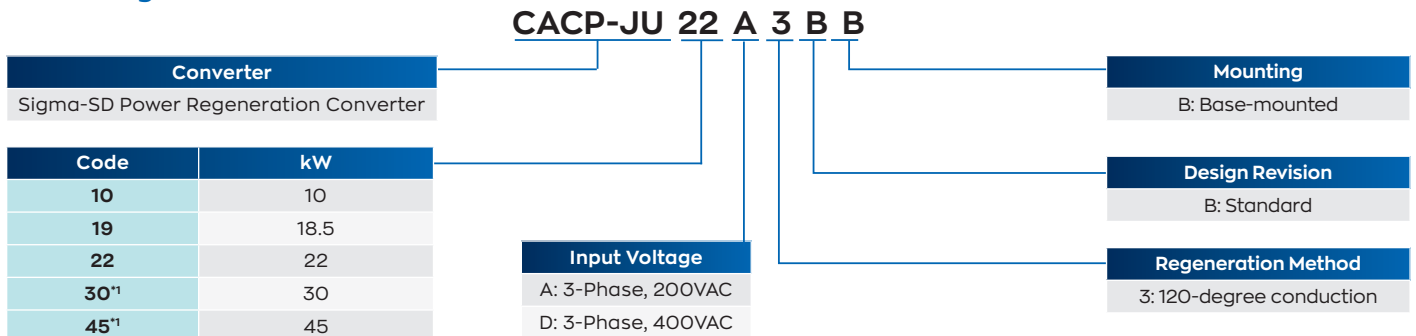 CACP-JU 22 A 3 B B
Converter
Sigma-SD Power Regeneration Converter
Code kW
10 10
19 18.5
22 22
30*1 30
45*1 45
Input Voltage
A: 3-Phase, 200VAC
D: 3-Phase, 400VAC
Mounting
B: Base-mounted
Design Revision
B: Standard
Regeneration Method
3: 120-degree conduction